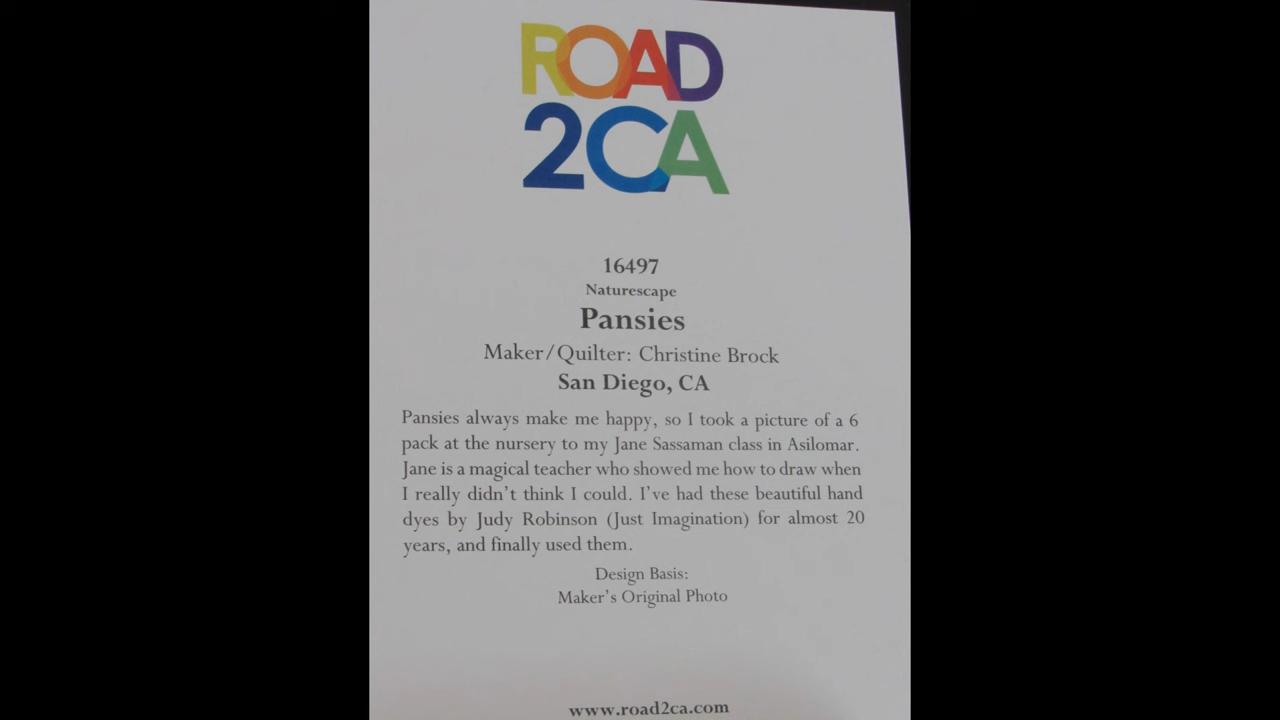 ROAD
2CA
16497
Naturescape
Pansies
Maker/Quilter: Christine Brock
San Diego, CA
Pansies always make me happy, so I took a picture of a 6
pack at the nursery to my Jane Sassaman class in Asilomar.
Jane is a magical teacher who showed me how to draw when
I really didn't think I could. I've had these beautiful hand
dyes by Judy Robinson (Just Imagination) for almost 20
years, and finally used them.
Design Basis:
Maker's Original Photo
www.road2ca.com